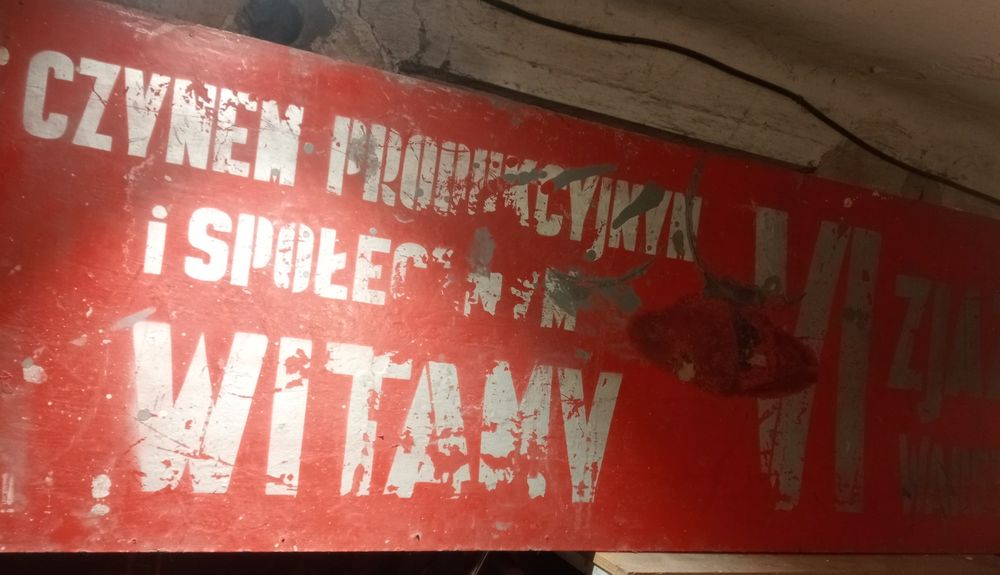 CZYNEM PRODUKCYJNYM
i SPOŁECZNYM
WITAMY
VI